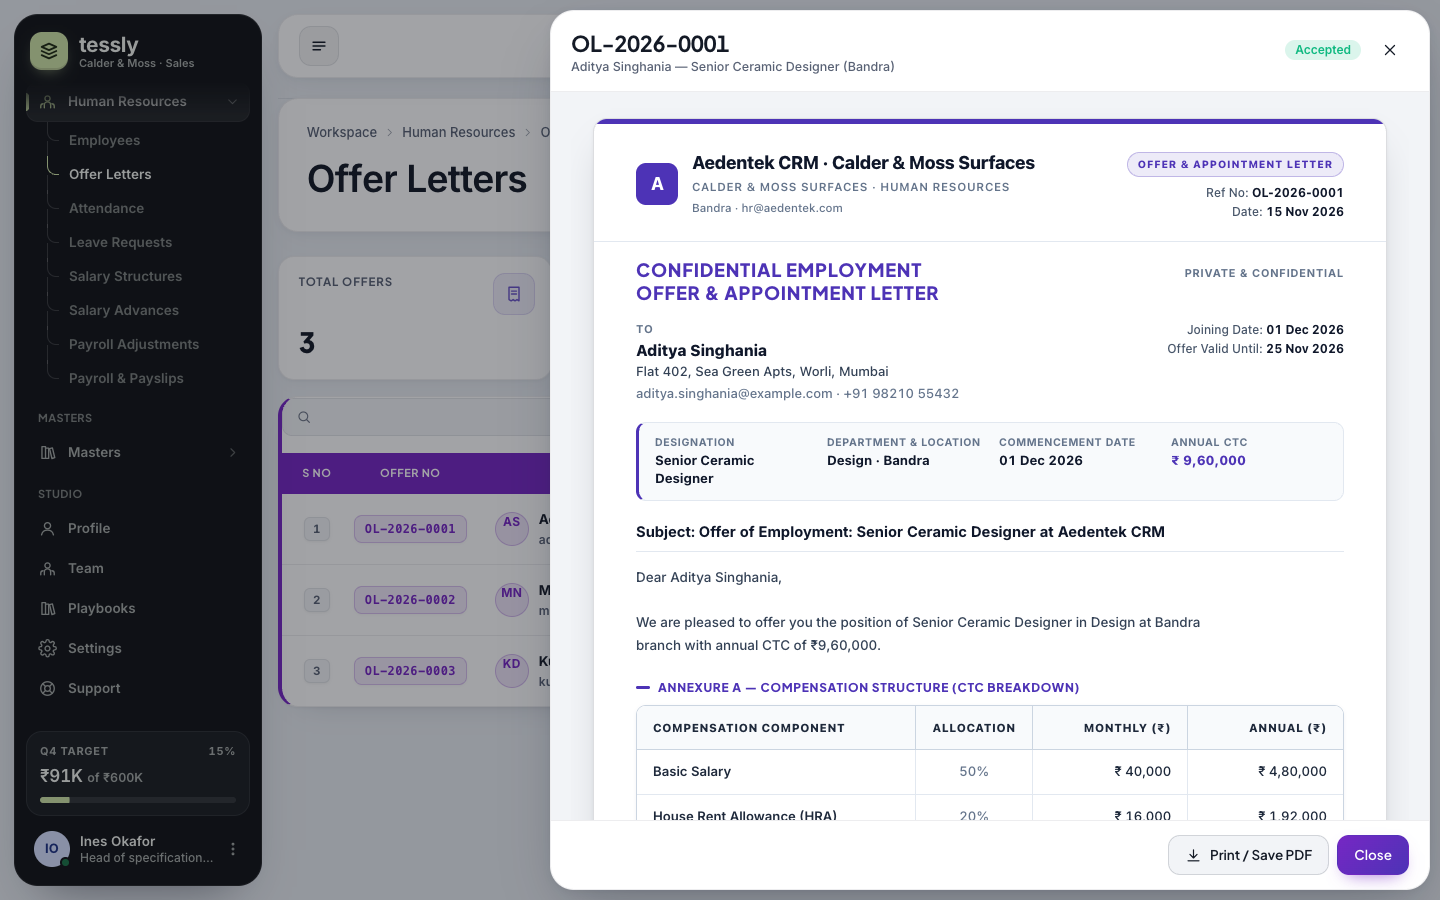 tessly
Calder & Moss · Sales
Human Resources
Employees
Offer Letters
Attendance
Leave Requests
Salary Structures
Salary Advances
Payroll Adjustments
Payroll & Payslips
MASTERS
Masters
STUDIO
Profile
Team
Playbooks
Settings
Support
Q4 TARGET 15%
₹91K of ₹600K
IO
Ines Okafor
Head of specification...
Workspace > Human Resources > O
Offer Letters
TOTAL OFFERS
3
S NO OFFER NO
1 OL-2026-0001 AS
2 OL-2026-0002 MN
3 OL-2026-0003 KD
OL-2026-0001
Aditya Singhania — Senior Ceramic Designer (Bandra)
Accepted
A
Aedentek CRM · Calder & Moss Surfaces
CALDER & MOSS SURFACES · HUMAN RESOURCES
Bandra · hr@aedentek.com
OFFER & APPOINTMENT LETTER
Ref No: OL-2026-0001
Date: 15 Nov 2026
CONFIDENTIAL EMPLOYMENT
OFFER & APPOINTMENT LETTER
PRIVATE & CONFIDENTIAL
TO
Aditya Singhania
Flat 402, Sea Green Apts, Worli, Mumbai
aditya.singhania@example.com · +91 98210 55432
Joining Date: 01 Dec 2026
Offer Valid Until: 25 Nov 2026
DESIGNATION
Senior Ceramic
Designer
DEPARTMENT & LOCATION
Design · Bandra
COMMENCEMENT DATE
01 Dec 2026
ANNUAL CTC
₹ 9,60,000
Subject: Offer of Employment: Senior Ceramic Designer at Aedentek CRM
Dear Aditya Singhania,
We are pleased to offer you the position of Senior Ceramic Designer in Design at Bandra
branch with annual CTC of ₹9,60,000.
ANNEXURE A — COMPENSATION STRUCTURE (CTC BREAKDOWN)
COMPENSATION COMPONENT ALLOCATION MONTHLY (₹) ANNUAL (₹)
Basic Salary 50% ₹ 40,000 ₹ 4,80,000
House Rent Allowance (HRA) 20% ₹ 16,000 ₹ 1,92,000
Print / Save PDF
Close